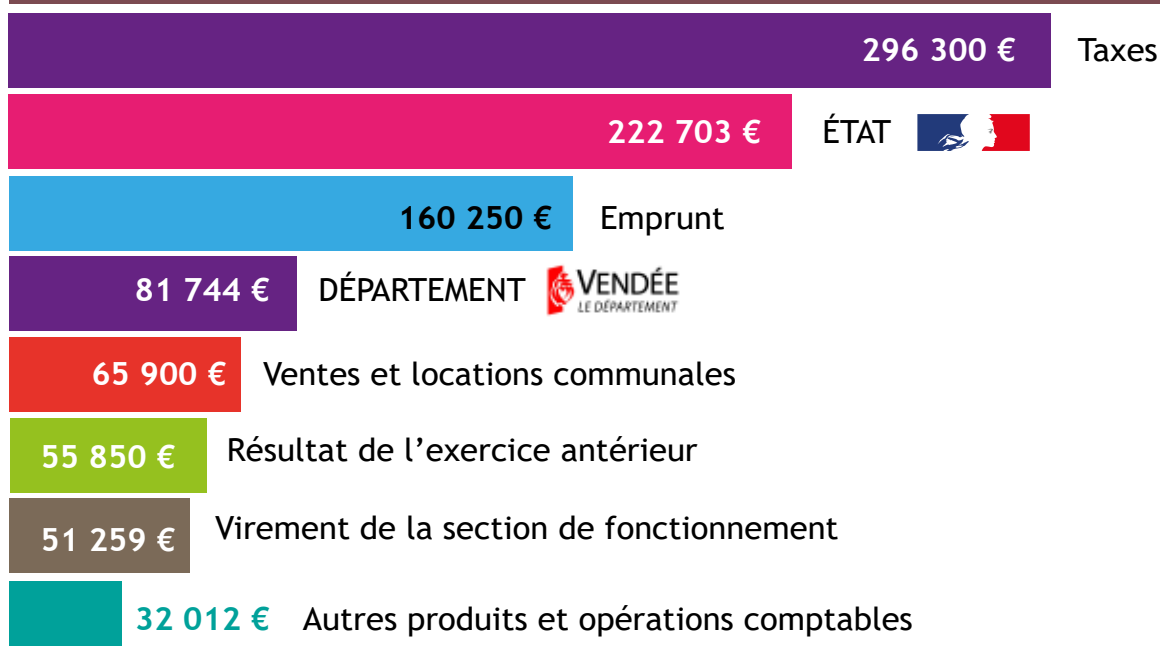 296 300 € Taxes
222 703 € ÉTAT
160 250 € Emprunt
81 744 € DÉPARTEMENT VENDÉE
LE DÉPARTEMENT
65 900 € Ventes et locations communales
55 850 € Résultat de l’exercice antérieur
51 259 € Virement de la section de fonctionnement
32 012 € Autres produits et opérations comptables